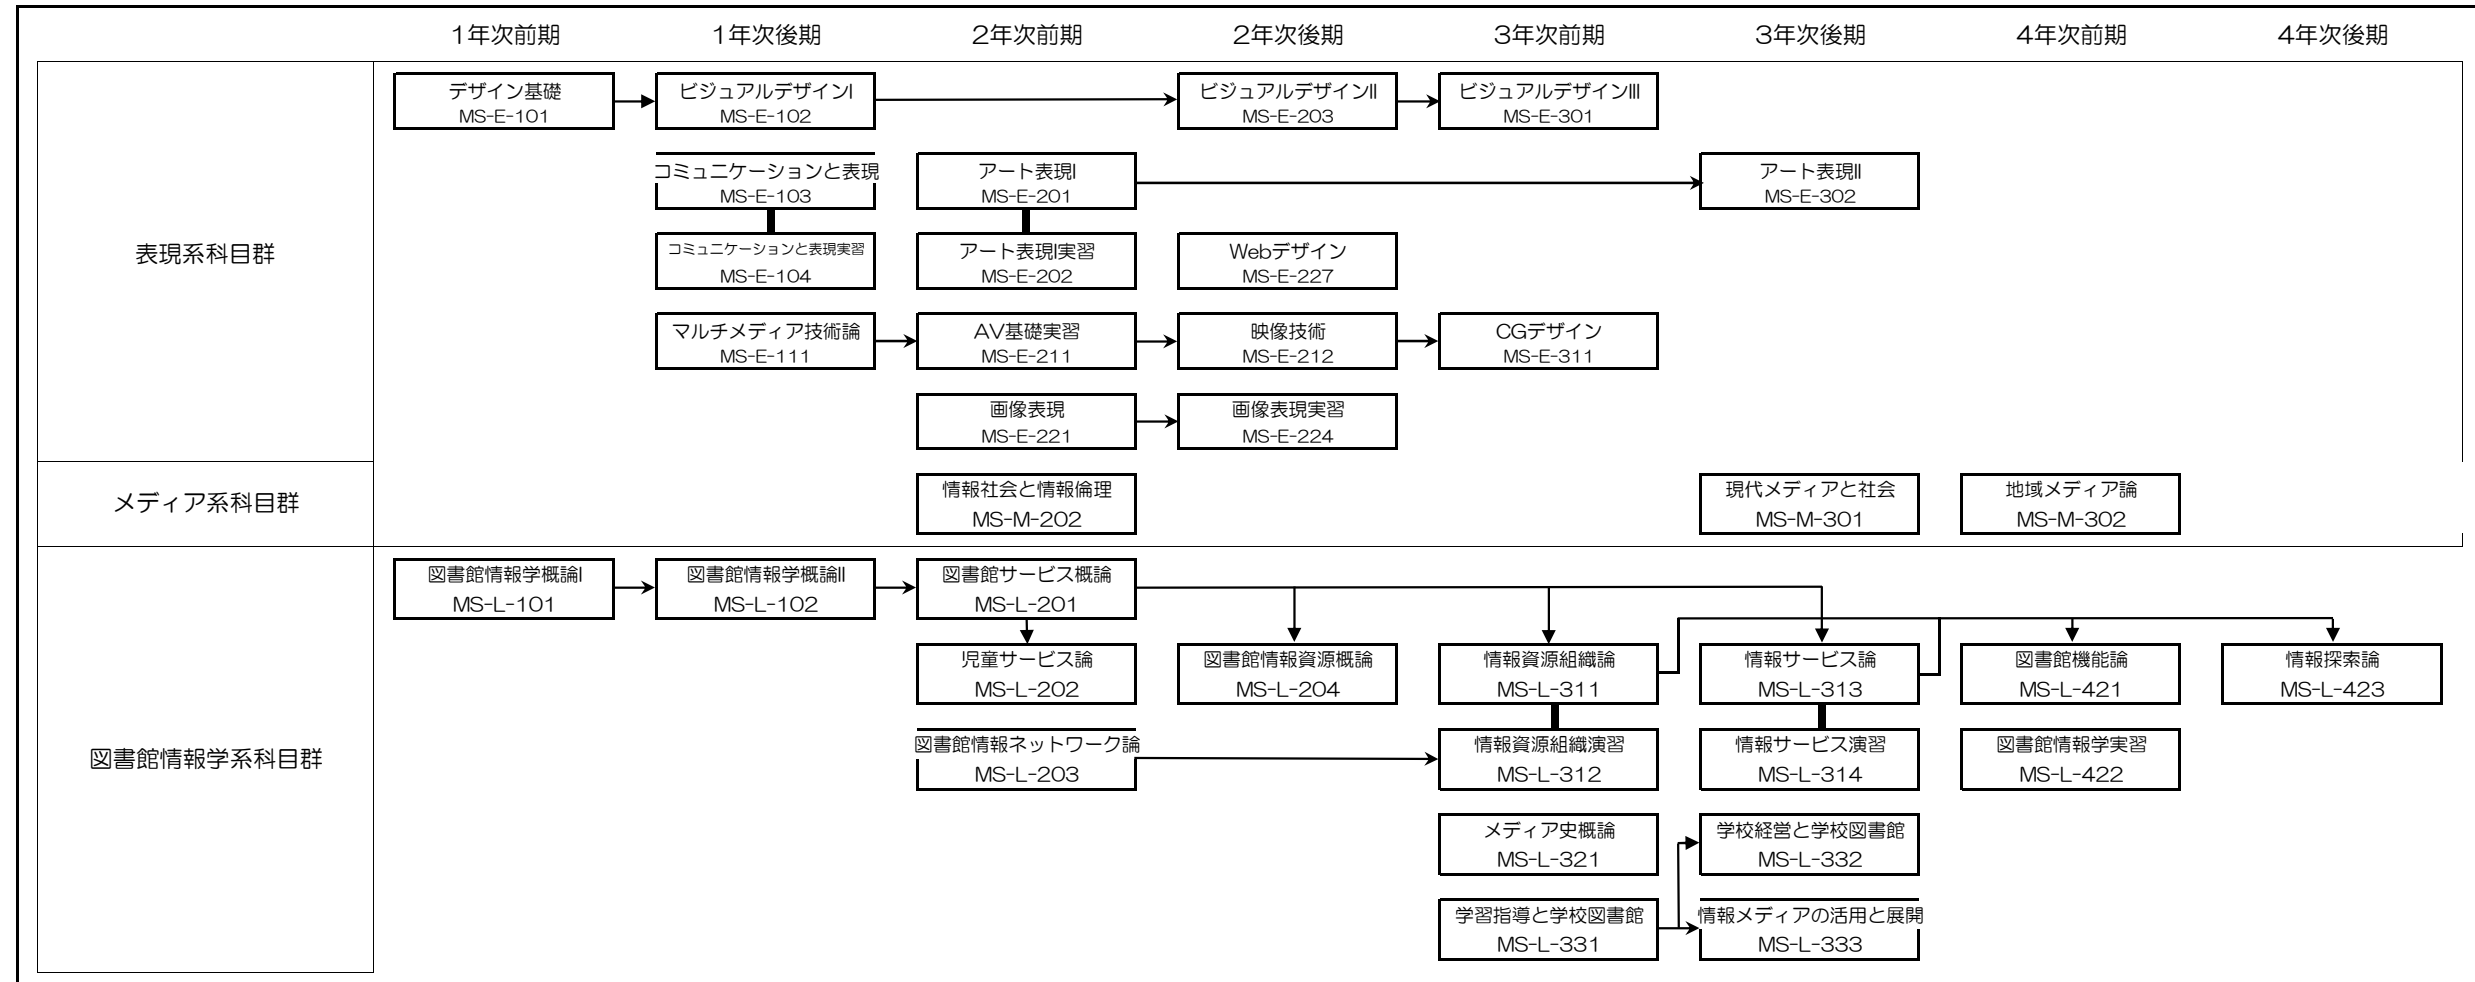 1年次前期
1年次後期
2年次前期
2年次後期
3年次前期
3年次後期
4年次前期
4年次後期
表現系科目群
デザイン基礎
MS-E-101
ビジュアルデザインI
MS-E-102
ビジュアルデザインII
MS-E-203
ビジュアルデザインIII
MS-E-301
コミュニケーションと表現
MS-E-103
アート表現I
MS-E-201
アート表現II
MS-E-302
コミュニケーションと表現実習
MS-E-104
アート表現I実習
MS-E-202
Webデザイン
MS-E-227
マルチメディア技術論
MS-E-111
AV基礎実習
MS-E-211
映像技術
MS-E-212
CGデザイン
MS-E-311
画像表現
MS-E-221
画像表現実習
MS-E-224
メディア系科目群
情報社会と情報倫理
MS-M-202
現代メディアと社会
MS-M-301
地域メディア論
MS-M-302
図書館情報学系科目群
図書館情報学概論I
MS-L-101
図書館情報学概論II
MS-L-102
図書館サービス概論
MS-L-201
児童サービス論
MS-L-202
図書館情報資源概論
MS-L-204
情報資源組織論
MS-L-311
情報サービス論
MS-L-313
図書館機能論
MS-L-421
情報探索論
MS-L-423
図書館情報ネットワーク論
MS-L-203
情報資源組織演習
MS-L-312
情報サービス演習
MS-L-314
図書館情報学実習
MS-L-422
メディア史概論
MS-L-321
学校経営と学校図書館
MS-L-332
学習指導と学校図書館
MS-L-331
情報メディアの活用と展開
MS-L-333